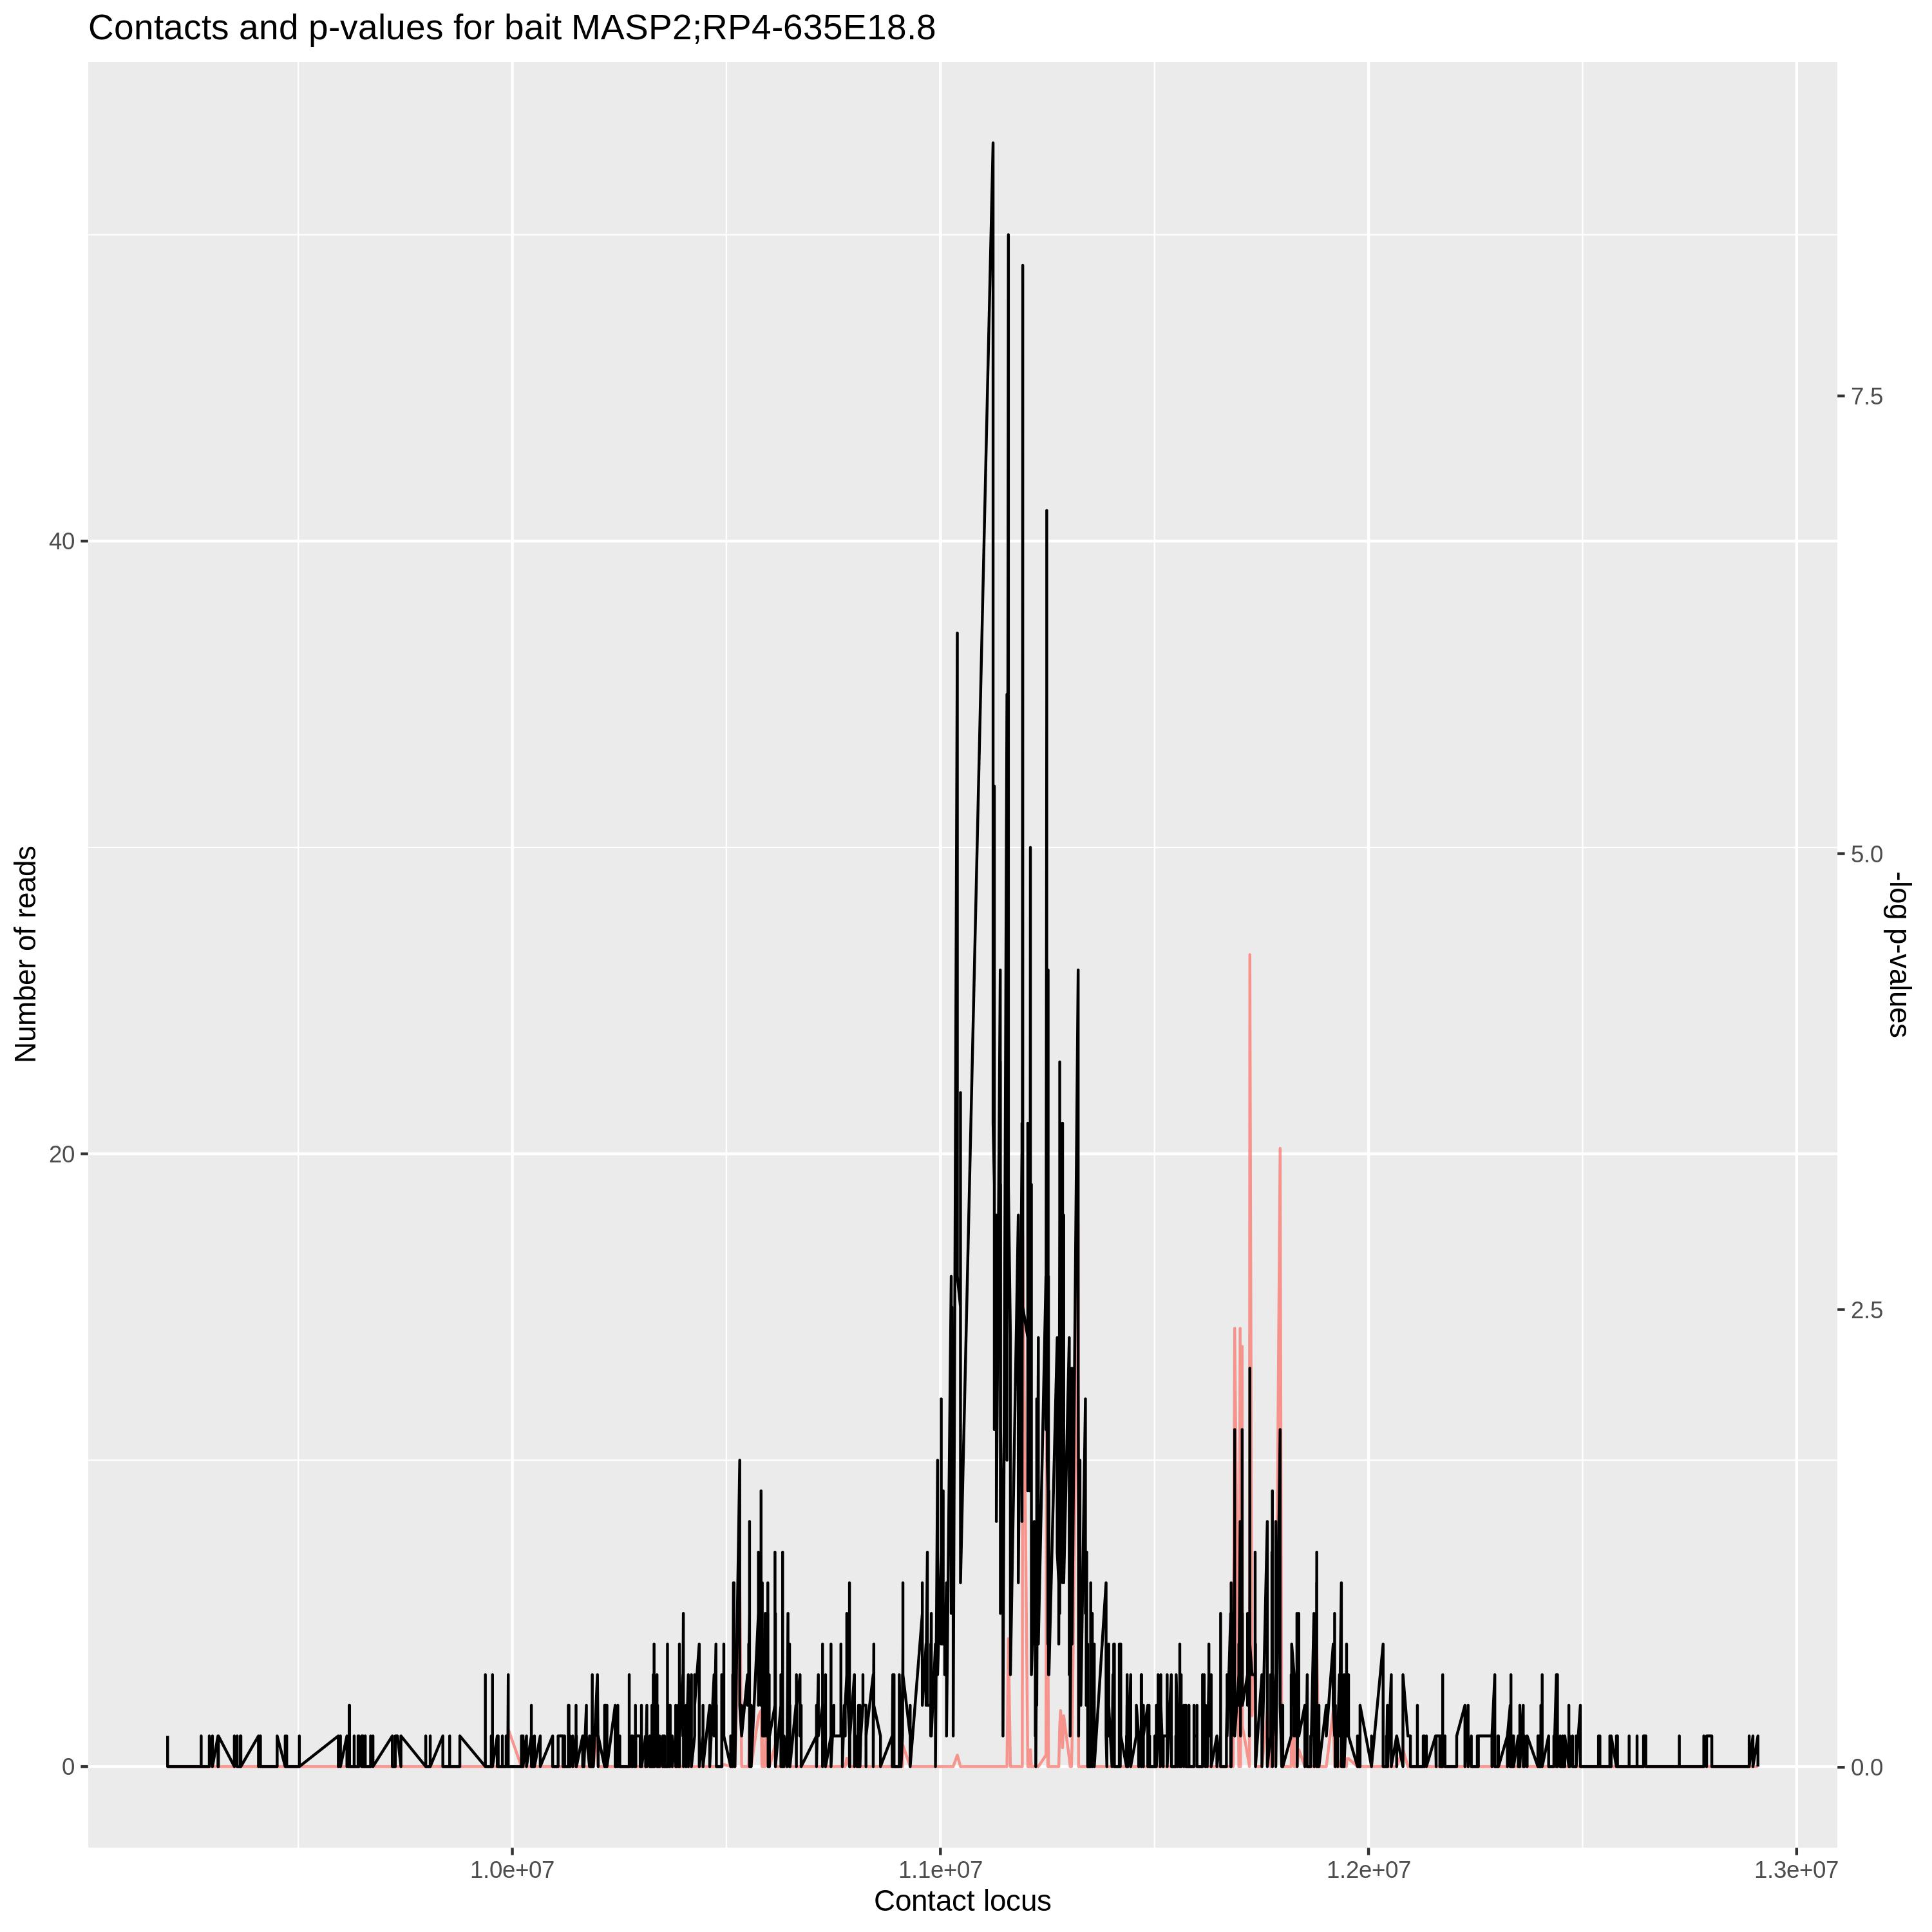 Contacts and p-values for bait MASP2;RP4-635E18.8
Number of reads
40
20
0
7.5
5.0
2.5
0.0
-log p-values
1.0e+07 1.1e+07 1.2e+07 1.3e+07
Contact locus